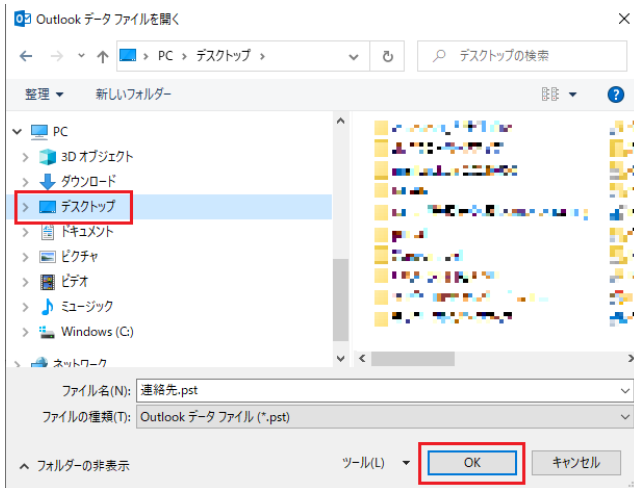 Outlook データ ファイルを開く
PC > デスクトップ >
デスクトップの検索
整理
新しいフォルダー
PC
3D オブジェクト
ダウンロード
デスクトップ
ドキュメント
ピクチャ
ビデオ
ミュージック
Windows (C:)
ネットワーク
ファイル名(N): 連絡先.pst
ファイルの種類(T): Outlook データ ファイル (*.pst)
フォルダーの非表示
ツール(L)
OK
キャンセル